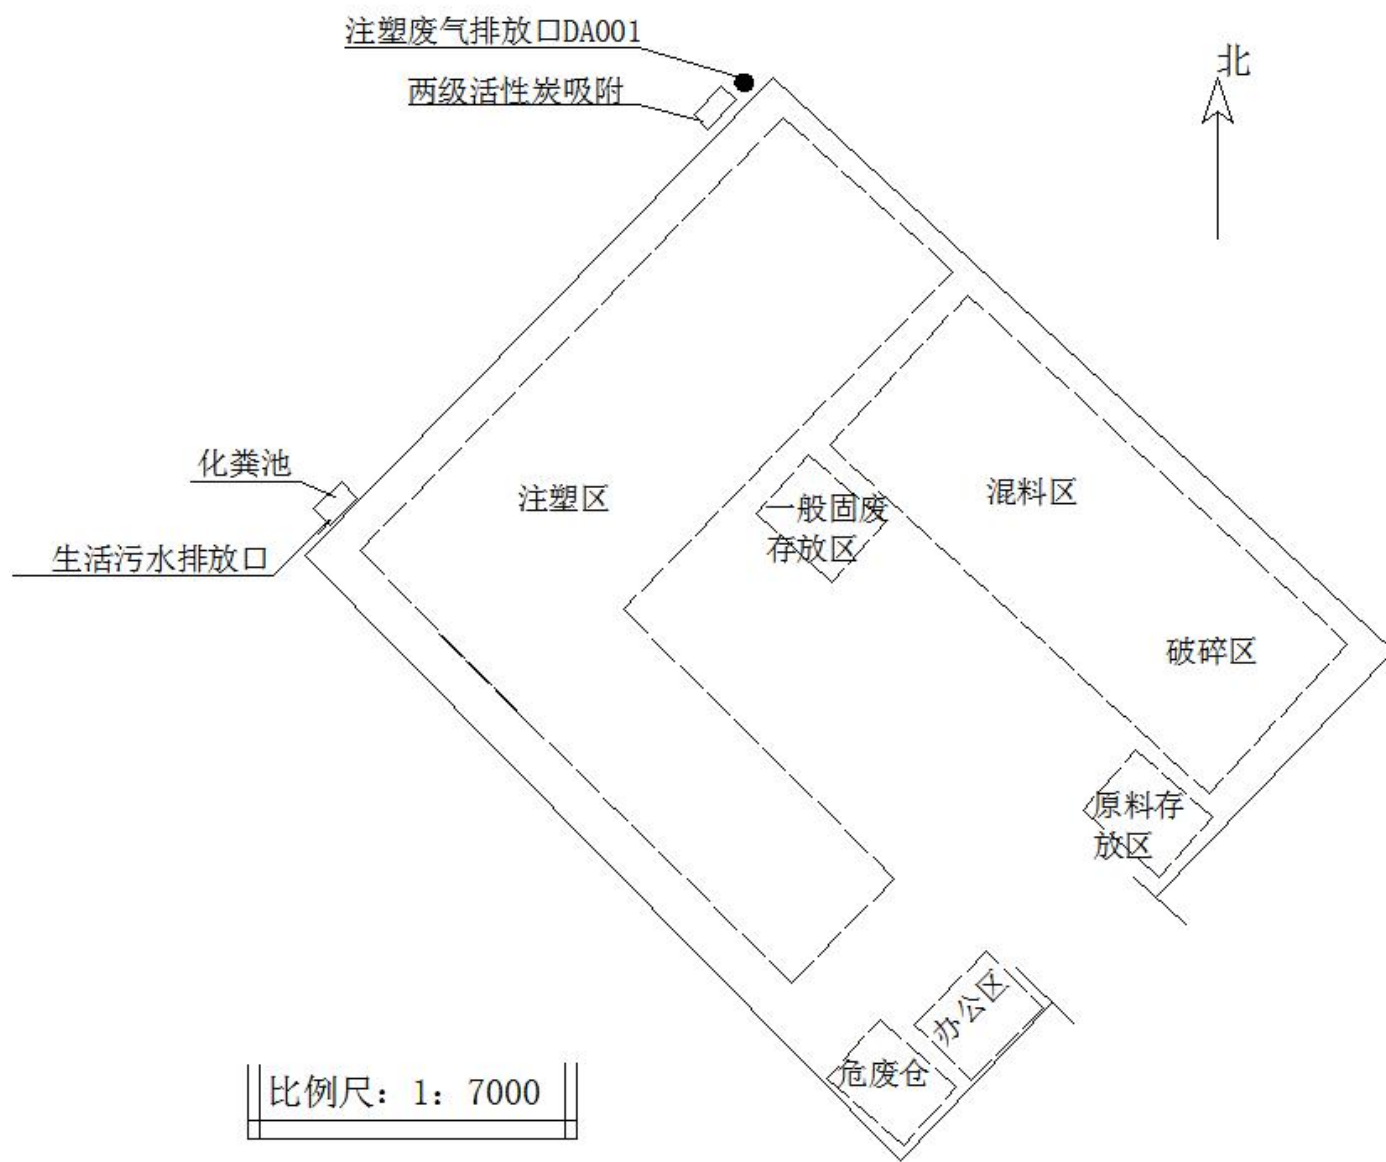 注塑废气排放口DA001
北
两级活性炭吸附
化粪池
注塑区
混料区
一般固废
存放区
生活污水排放口
破碎区
原料存
放区
办公区
危废仓
比例尺：1：7000